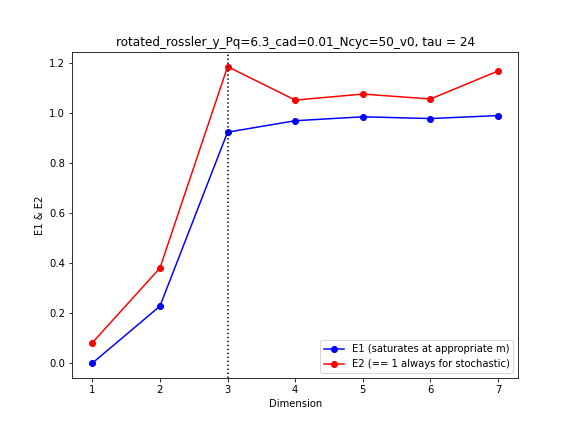 rotated_rossler_y_Pq=6.3_cad=0.01_Ncyc=50_v0, tau = 24
1.2
1.0
0.8
0.6
0.4
0.2
0.0
E1 & E2
E1 (saturates at appropriate m)
E2 (== 1 always for stochastic)
1 2 3 4 5 6 7
Dimension